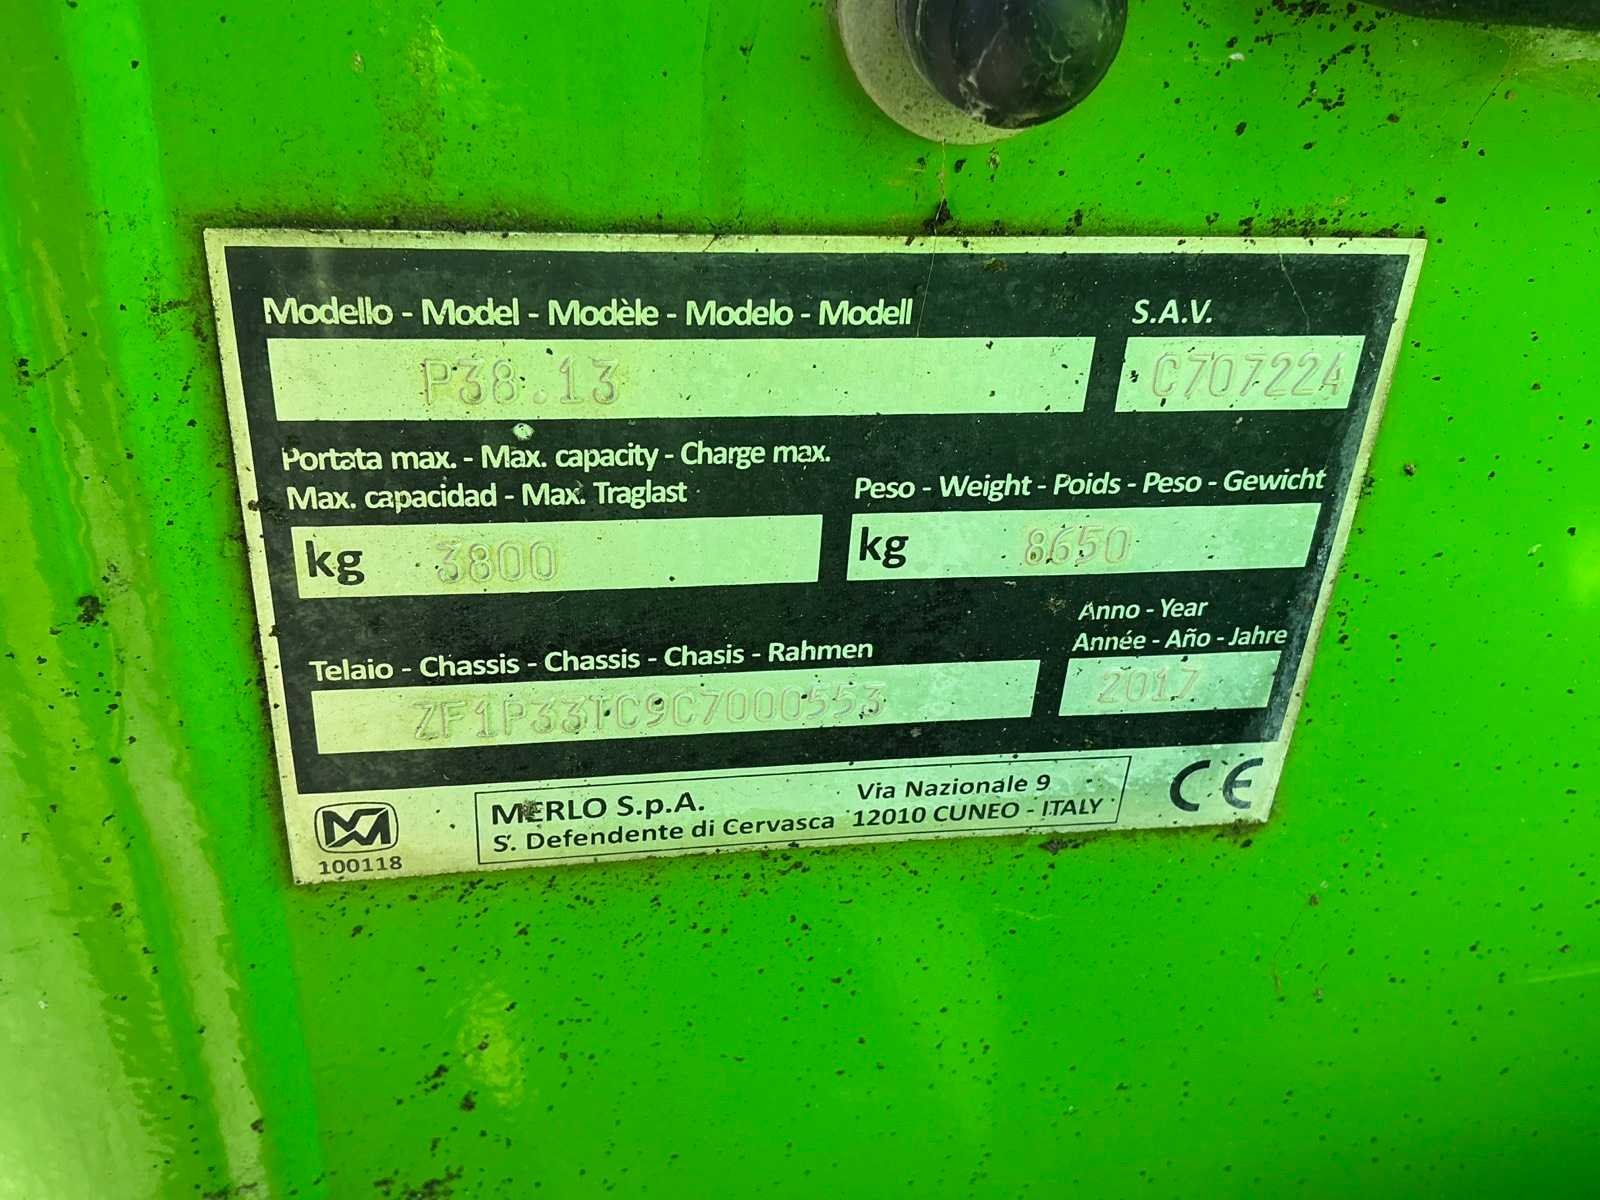 Modello - Model - Modèle - Modelo - Modell
S.A.V.
P38.13
C70722A
Portata max. - Max. capacity - Charge max.
Max. capacidad - Max. Traglast
Peso - Weight - Poids - Peso - Gewicht
kg 3800
kg 8650
Anno - Year
Année - Año - Jahre
Telaio - Chassis - Chassis - Chasis - Rahmen
ZF1P33TC9C7000553
2017
MERLO S.p.A.
S. Defendente di Cervasca
Via Nazionale 9
12010 CUNEO - ITALY
CE
100118